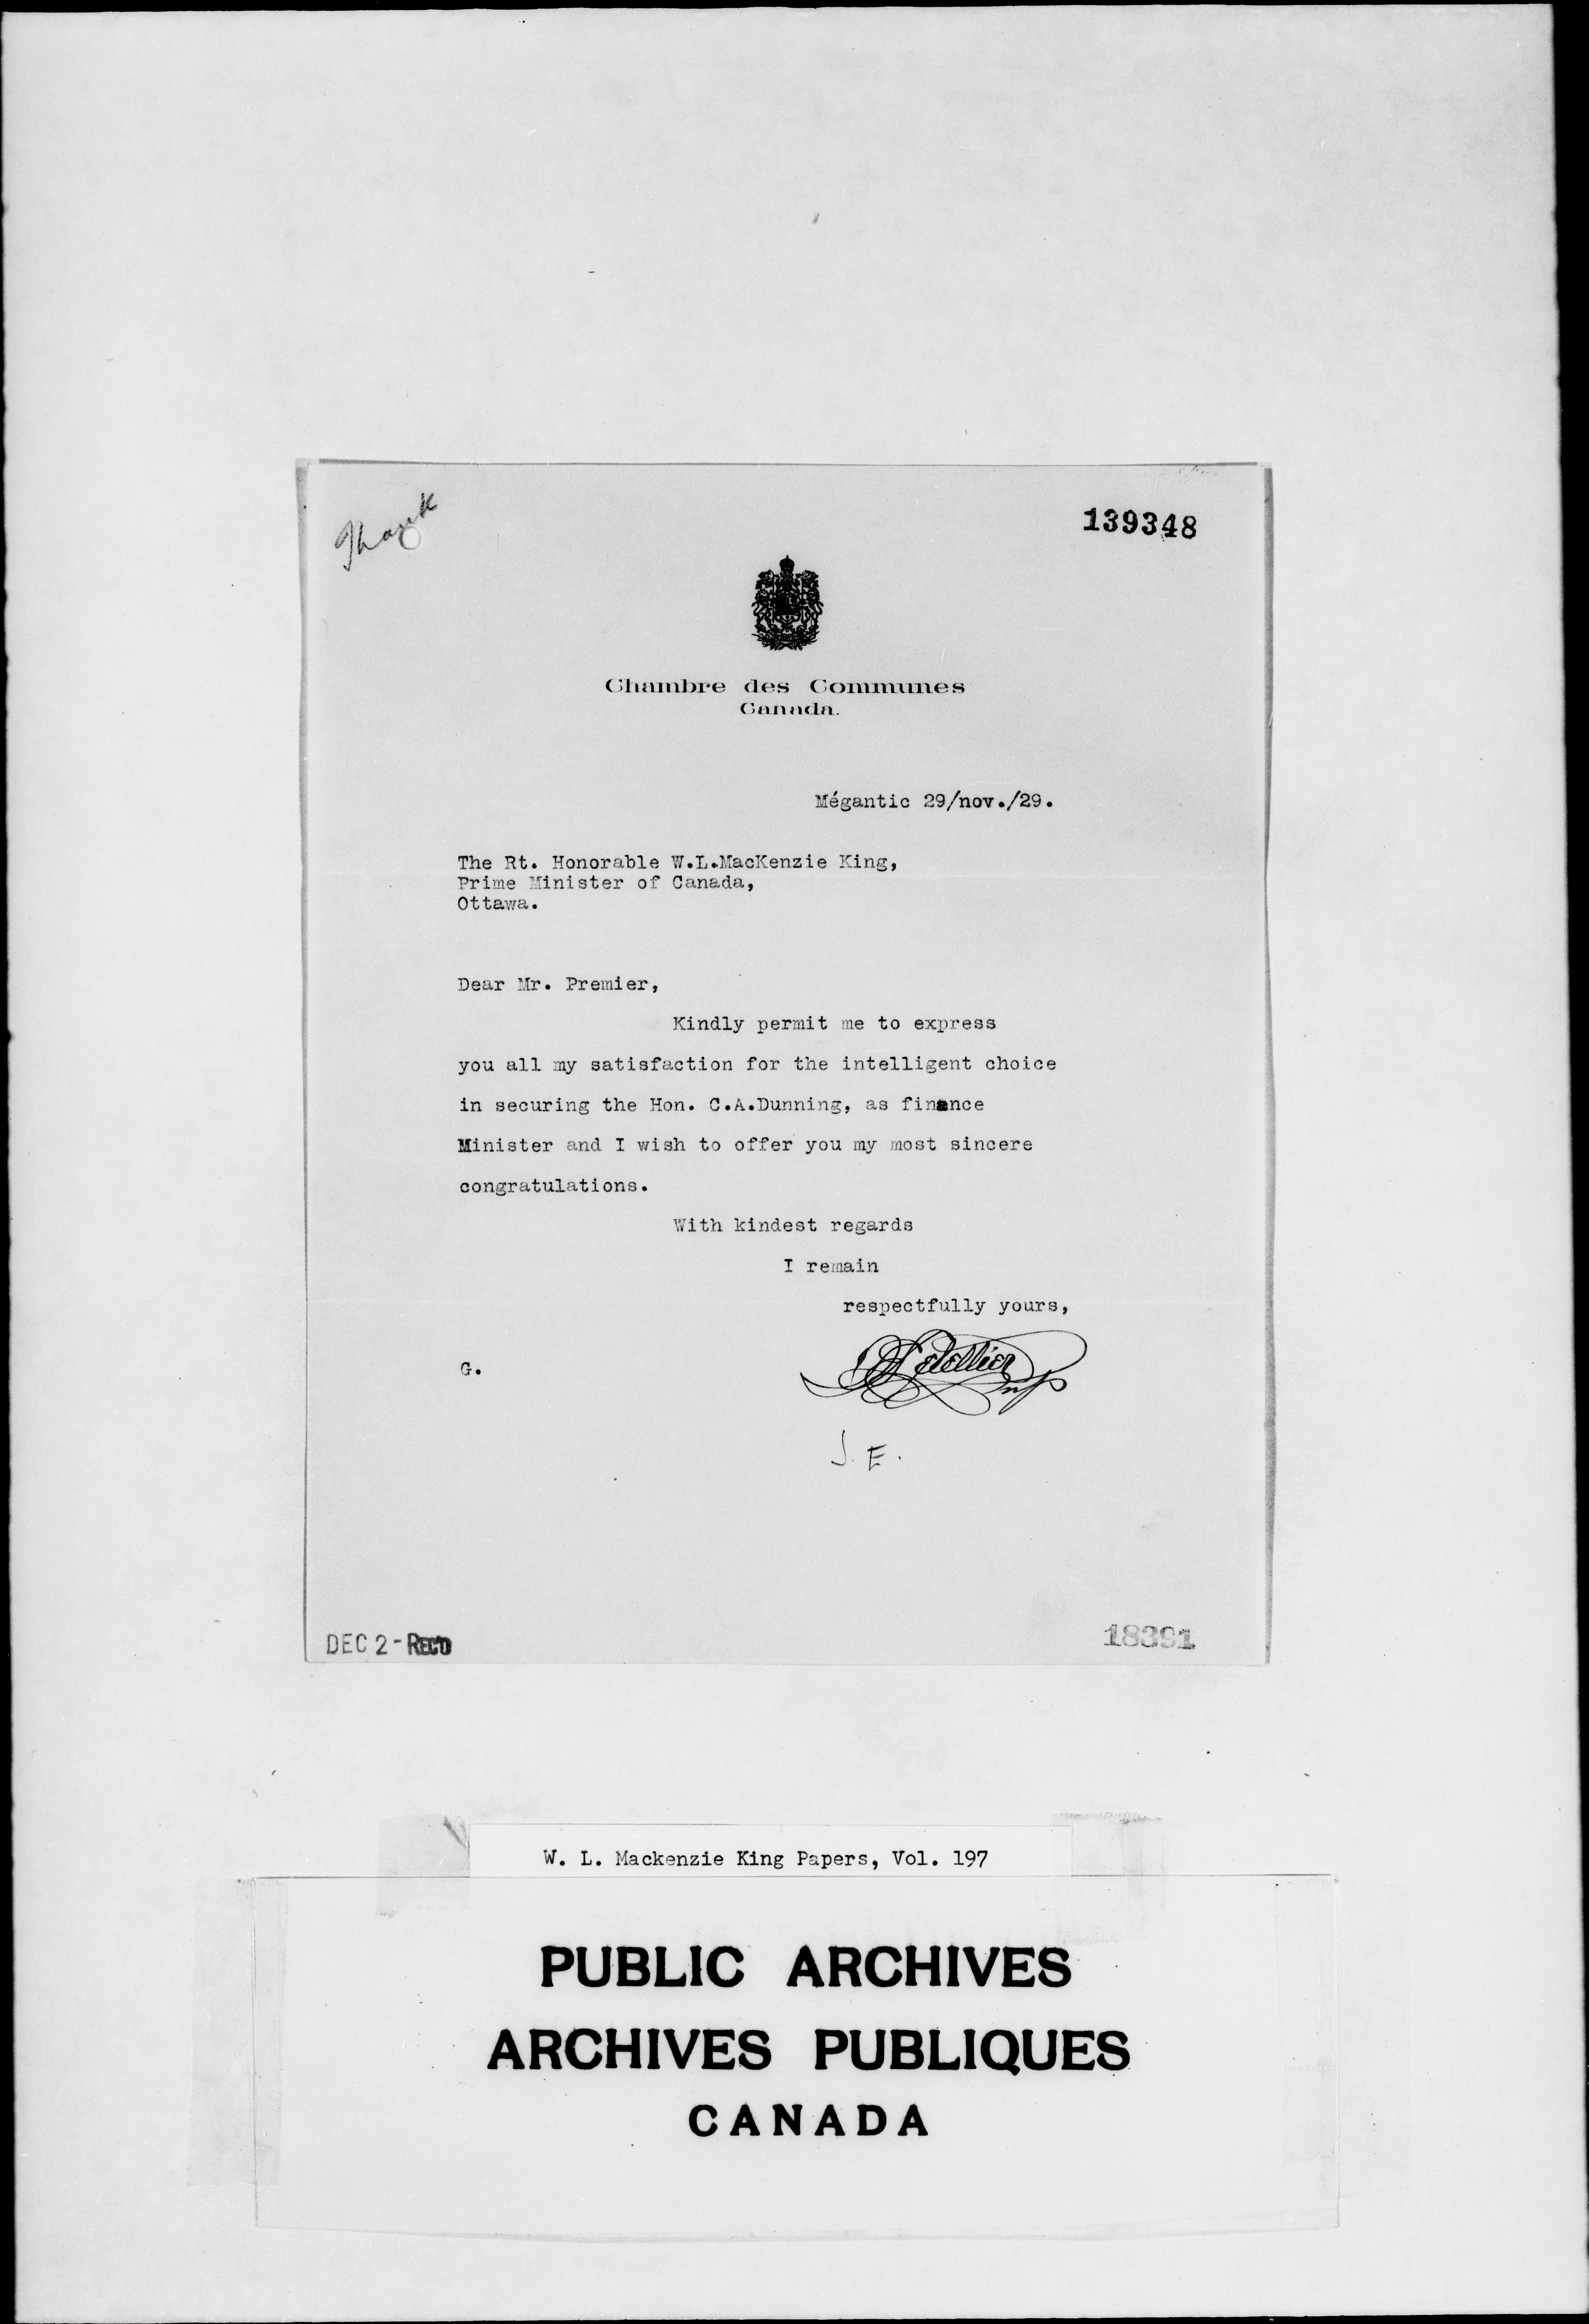 Thank
139348
Chambre des Communes
Canada.
Mégantic 29/nov./29.
The Rt. Honorable W.L.MacKenzie King,
Prime Minister of Canada,
Ottawa.
Dear Mr. Premier,
Kindly permit me to express
you all my satisfaction for the intelligent choice
in securing the Hon. C.A.Dunning, as finance
Minister and I wish to offer you my most sincere
congratulations.
With kindest regards
I remain
respectfully yours,
G.
J. E.
DEC 2 - REC'D
18391
W. L. Mackenzie King Papers, Vol. 197
PUBLIC ARCHIVES
ARCHIVES PUBLIQUES
CANADA